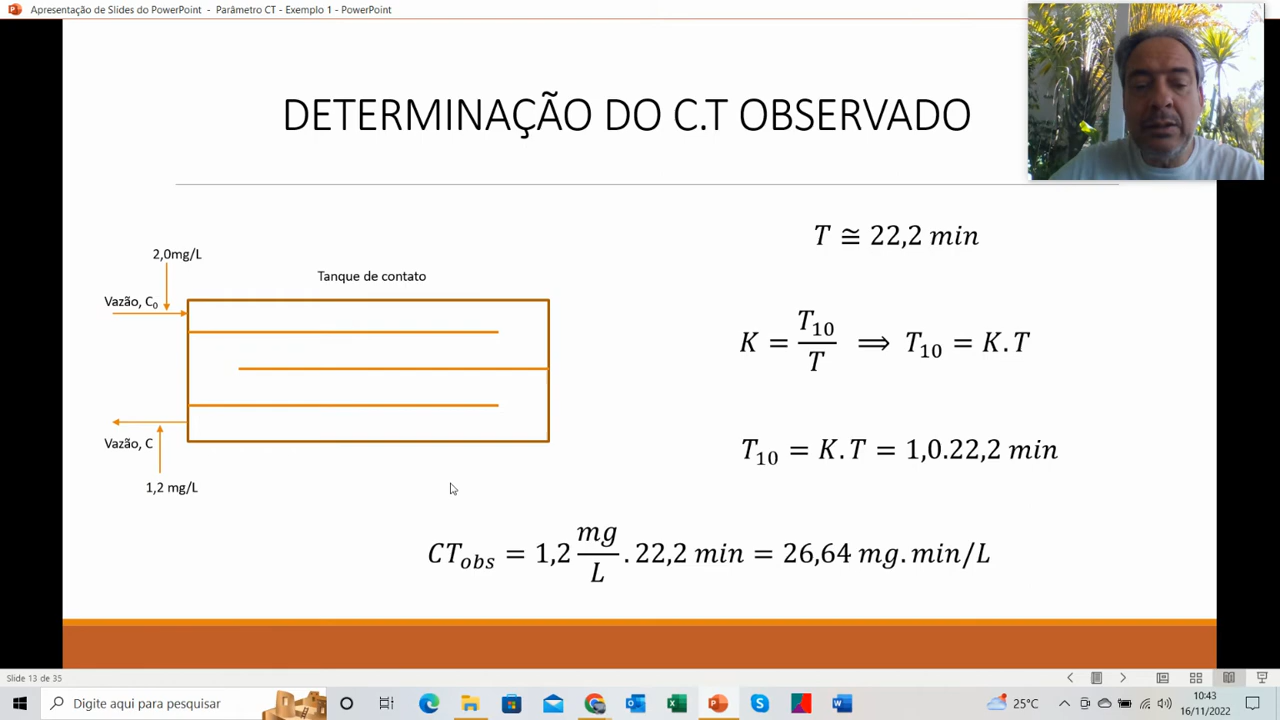 Apresentação de Slides do PowerPoint - Parâmetro CT - Exemplo 1 - PowerPoint
DETERMINAÇÃO DO C.T OBSERVADO
2,0mg/L
Tanque de contato
Vazão, C₀
Vazão, C
1,2 mg/L
T ≅ 22,2 min
K = T₁₀/T ⟹ T₁₀ = K.T
T₁₀ = K.T = 1,0.22,2 min
CT_obs = 1,2 mg/L . 22,2 min = 26,64 mg.min/L
Slide 13 de 35
Digite aqui para pesquisar
25°C
10:43
16/11/2022